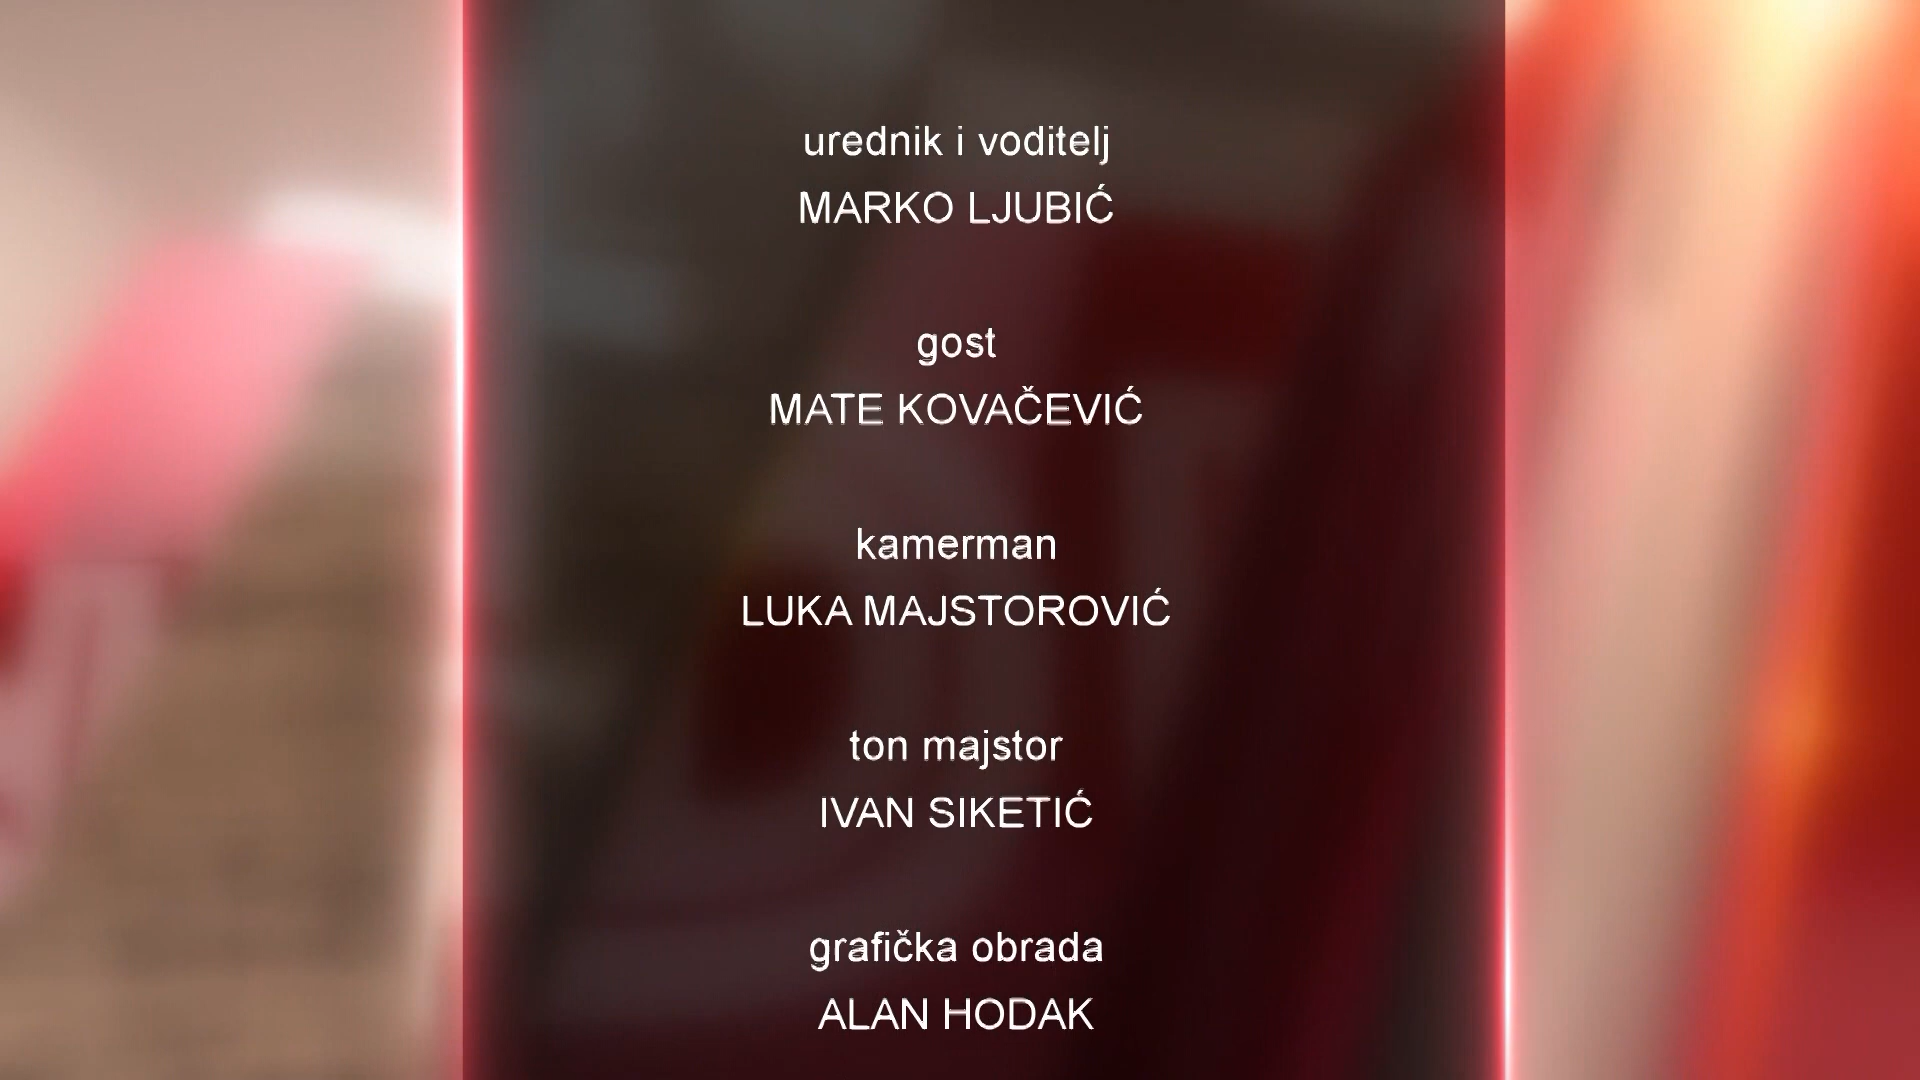 urednik i voditelj
MARKO LJUBIĆ
gost
MATE KOVAČEVIĆ
kamerman
LUKA MAJSTOROVIĆ
ton majstor
IVAN SIKETIĆ
grafička obrada
ALAN HODAK